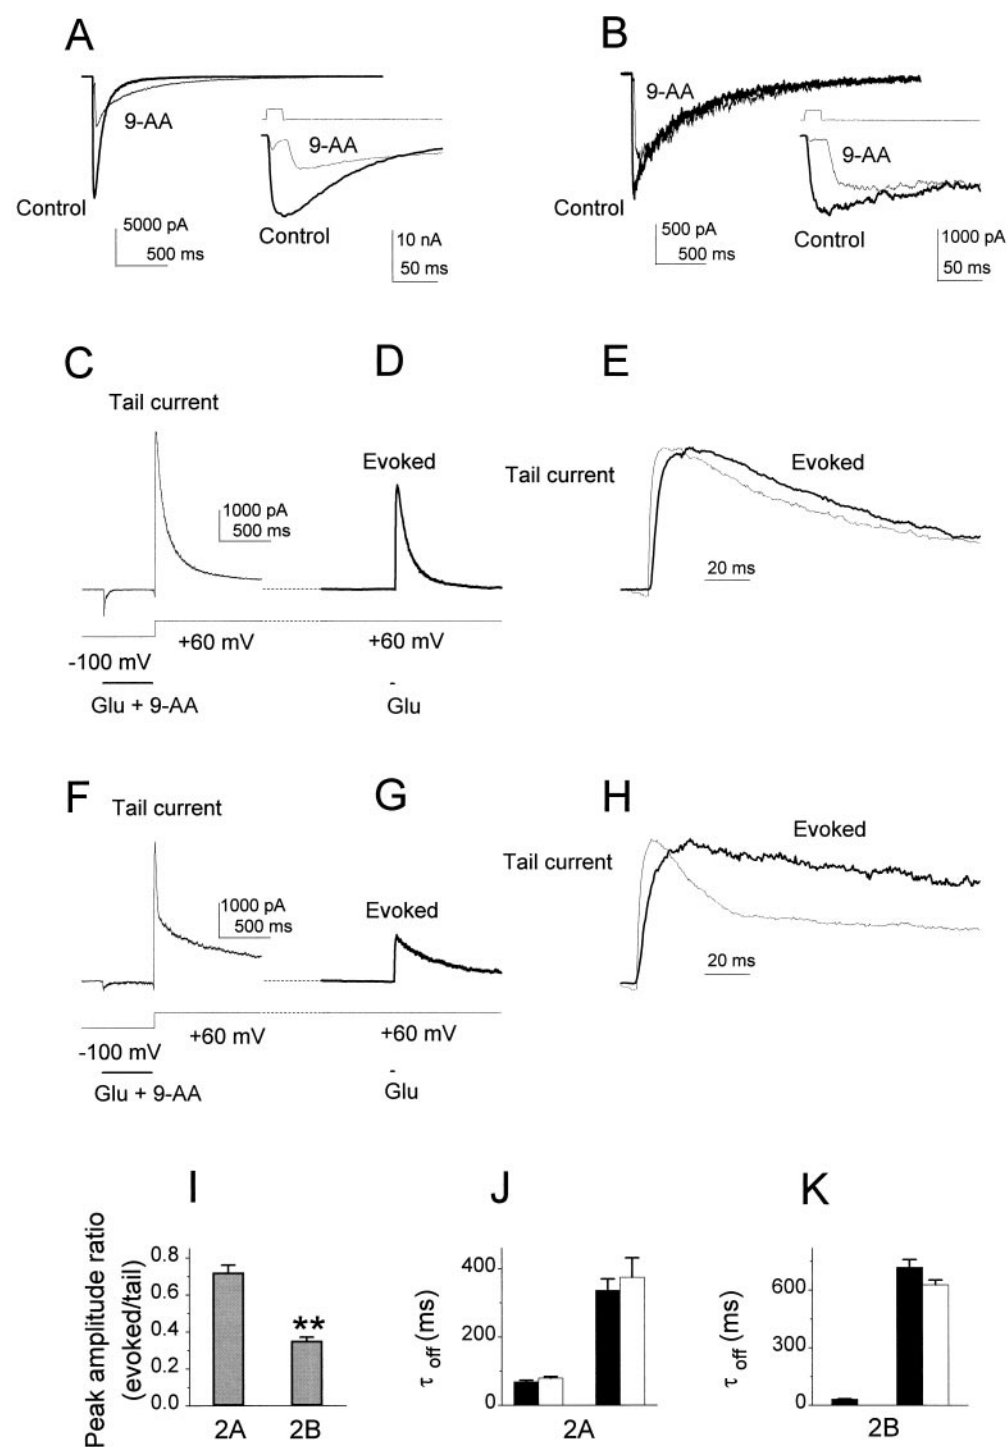 A
9-AA
Control
5000 pA
500 ms
9-AA
Control
10 nA
50 ms
B
9-AA
Control
500 pA
500 ms
9-AA
Control
1000 pA
50 ms
C
Tail current
1000 pA
500 ms
-100 mV
+60 mV
Glu + 9-AA
D
Evoked
+60 mV
Glu
E
Tail current
Evoked
20 ms
F
Tail current
1000 pA
500 ms
-100 mV
+60 mV
Glu + 9-AA
G
Evoked
+60 mV
Glu
H
Tail current
Evoked
20 ms
I
Peak amplitude ratio
(evoked/tail)
0.8
0.6
0.4
0.2
0.0
**
2A
2B
J
τ off (ms)
400
200
0
2A
K
τ off (ms)
600
300
0
2B